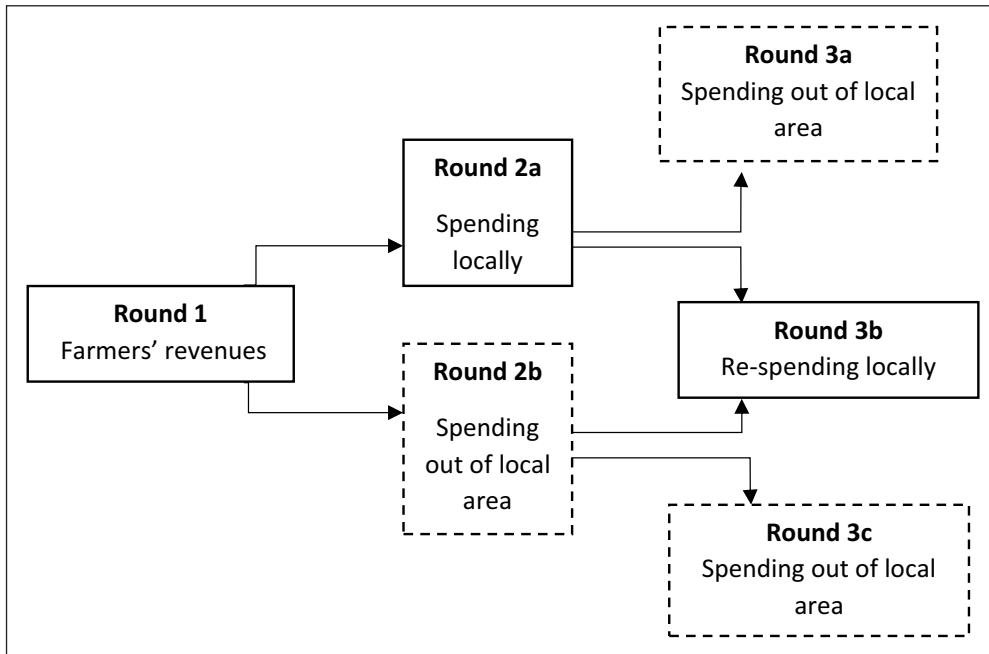 Round 3a
Spending out of local
area
Round 2a
Spending
locally
Round 1
Farmers’ revenues
Round 3b
Re-spending locally
Round 2b
Spending
out of local
area
Round 3c
Spending out of local
area